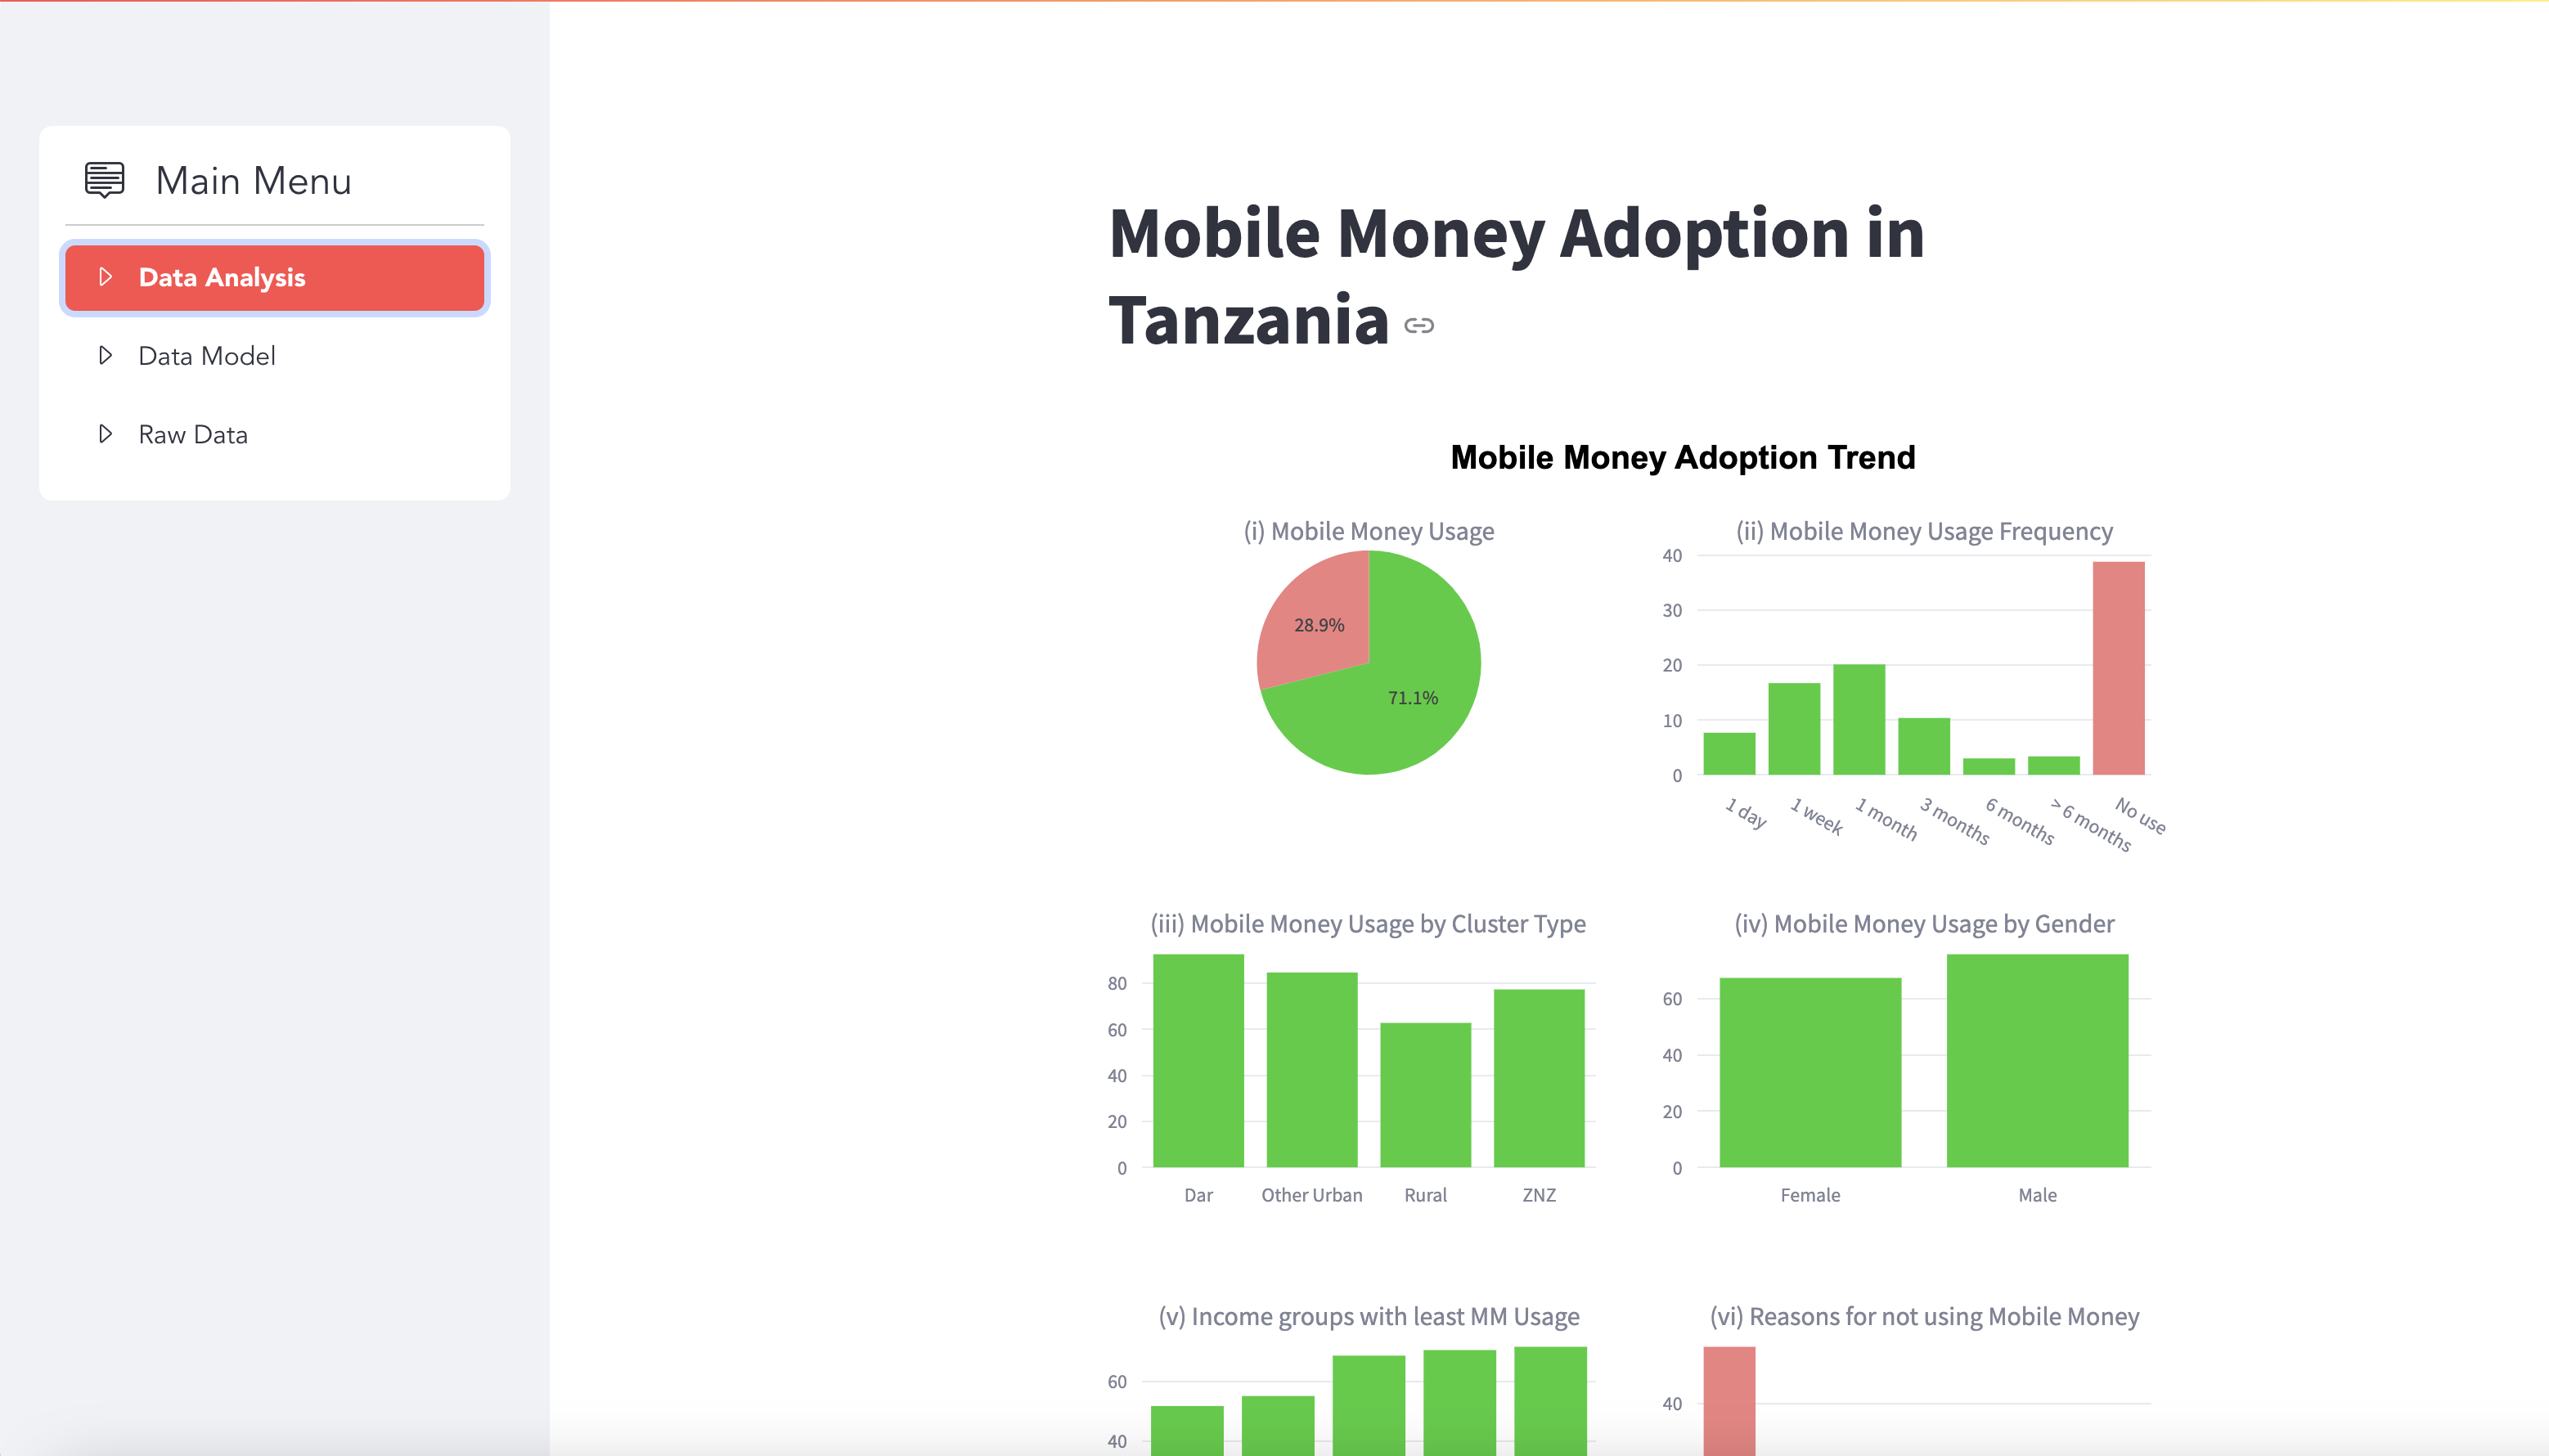 Main Menu
Data Analysis
Data Model
Raw Data
Mobile Money Adoption in
Tanzania
Mobile Money Adoption Trend
(i) Mobile Money Usage
28.9%
71.1%
(ii) Mobile Money Usage Frequency
40
30
20
10
0
1 day
1 week
1 month
3 months
6 months
> 6 months
No use
(iii) Mobile Money Usage by Cluster Type
80
60
40
20
0
Dar
Other Urban
Rural
ZNZ
(iv) Mobile Money Usage by Gender
60
40
20
0
Female
Male
(v) Income groups with least MM Usage
60
40
(vi) Reasons for not using Mobile Money
40